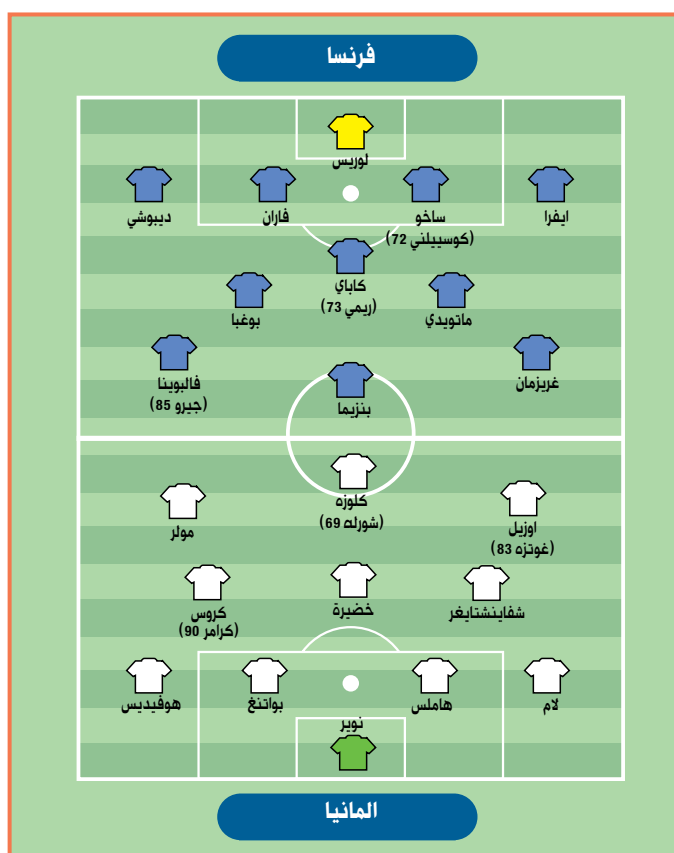 فرنسا
لوريس
ايفرا
ساخو
(كوسييلني 72)
فاران
ديبوشي
كاباي
(ريمي 73)
ماتويدي
بوغبا
غريزمان
بنزيما
فالبوينا
(جيرو 85)
كلوزه
(شورله 69)
اوزيل
(غوتزه 83)
مولر
شفاينشتايغر
خضيرة
كروس
(كرامر 90)
لام
هاملس
بواتنغ
هوفيديس
نوير
المانيا